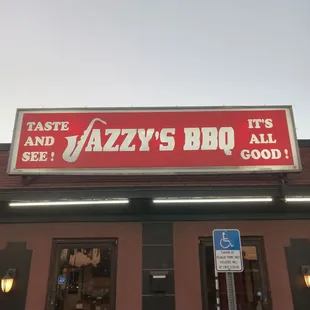 TASTE
AND
SEE!
JAZZY'S BBQ
IT'S
ALL
GOOD!